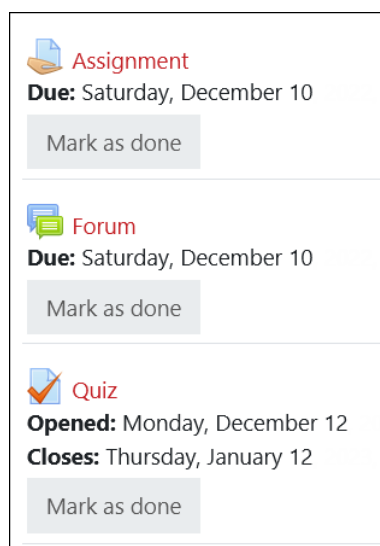 Assignment
Due: Saturday, December 10
Mark as done
Forum
Due: Saturday, December 10
Mark as done
Quiz
Opened: Monday, December 12
Closes: Thursday, January 12
Mark as done